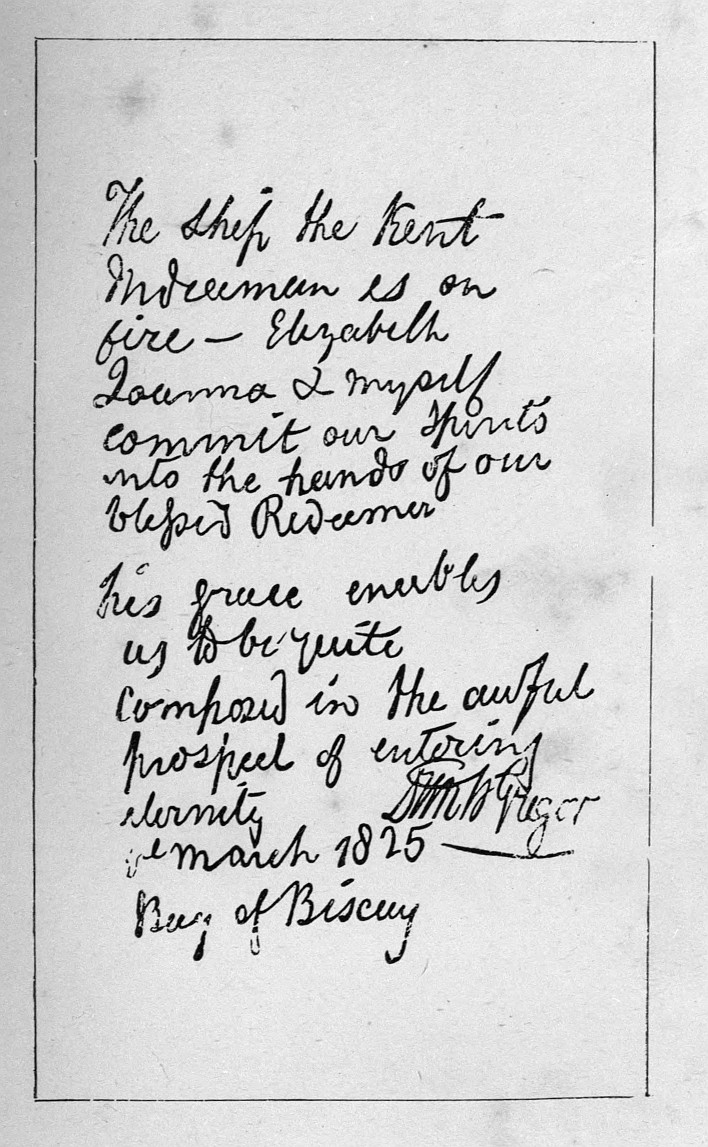 The ship the Kent
Indiaman is on
fire – Elizabeth
Joanna & myself
commit our spirits
into the hands of our
blessed Redeemer
his grace enables
us to be quite
composed in the awful
prospect of entering
eternity D McGregor
1st March 1825
Bay of Biscay